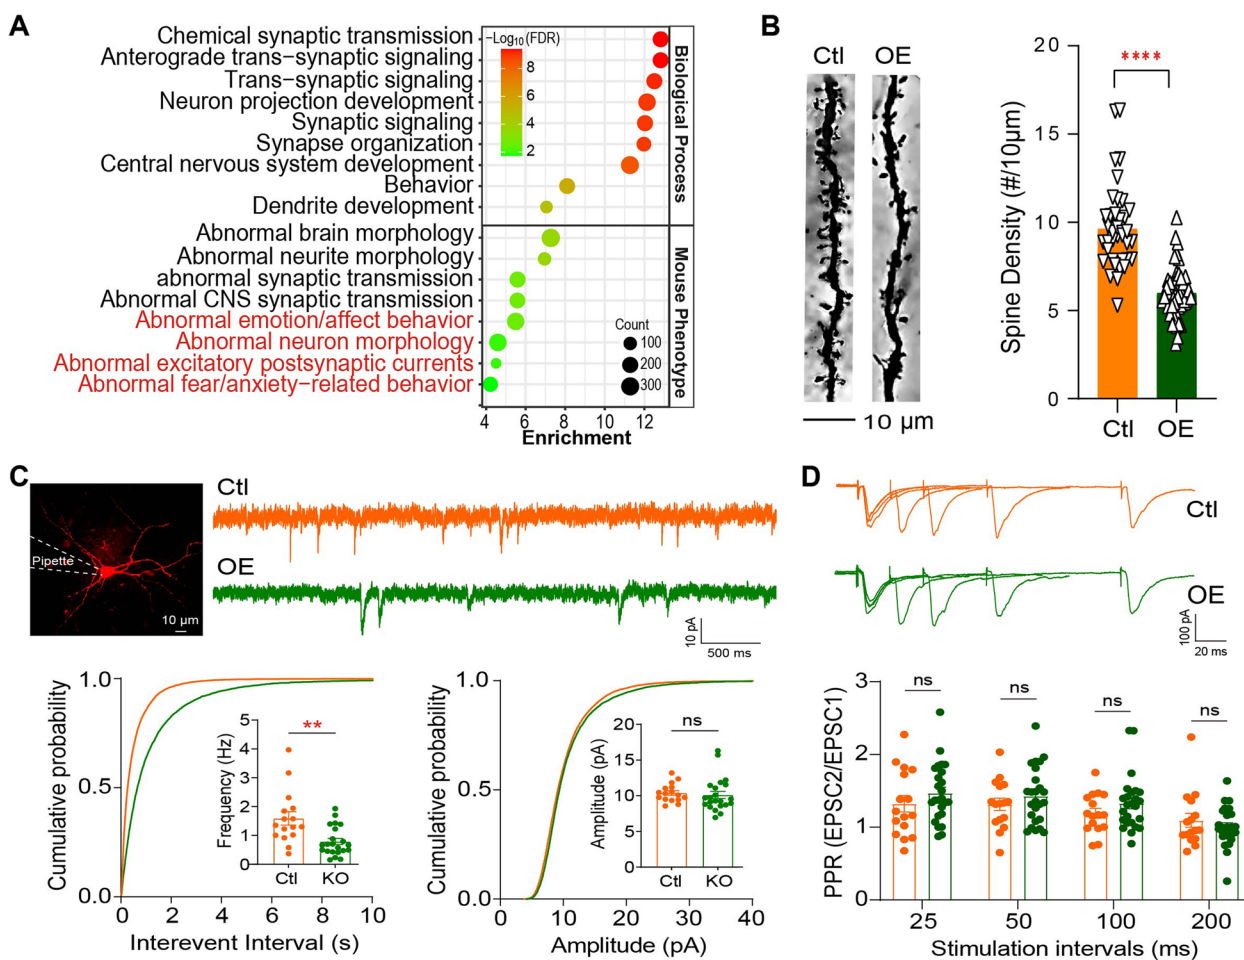 A
Chemical synaptic transmission
Anterograde trans−synaptic signaling
Trans−synaptic signaling
Neuron projection development
Synaptic signaling
Synapse organization
Central nervous system development
Behavior
Dendrite development
Abnormal brain morphology
Abnormal neurite morphology
abnormal synaptic transmission
Abnormal CNS synaptic transmission
Abnormal emotion/affect behavior
Abnormal neuron morphology
Abnormal excitatory postsynaptic currents
Abnormal fear/anxiety−related behavior
−Log10(FDR)
8
6
4
2
Count
100
200
300
Biological Process
Mouse Phenotype
4 6 8 10 12
Enrichment
B
Ctl OE
10 µm
Spine Density (#/10µm)
20
15
10
5
0
****
Ctl OE
C
Pipette
10 µm
Ctl
OE
10 pA
500 ms
Cumulative probability
1.0
0.5
0.0
0 2 4 6 8 10
Interevent Interval (s)
Frequency (Hz)
5
4
3
2
1
0
**
Ctl KO
Cumulative probability
1.0
0.5
0.0
0 10 20 30 40
Amplitude (pA)
Amplitude (pA)
20
15
10
5
0
ns
Ctl KO
D
Ctl
OE
100 pA
20 ms
PPR (EPSC2/EPSC1)
3
2
1
0
ns ns ns ns
25 50 100 200
Stimulation intervals (ms)